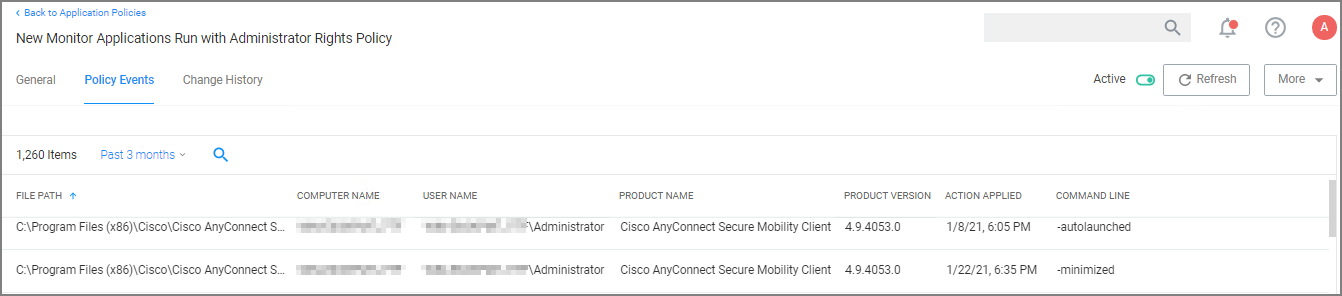 Back to Application Policies
New Monitor Applications Run with Administrator Rights Policy
A
General Policy Events Change History Active Refresh More
1,260 Items Past 3 months
FILE PATH COMPUTER NAME USER NAME PRODUCT NAME PRODUCT VERSION ACTION APPLIED COMMAND LINE
C:\Program Files (x86)\Cisco\Cisco AnyConnect S... \Administrator Cisco AnyConnect Secure Mobility Client 4.9.4053.0 1/8/21, 6:05 PM -autolaunched
C:\Program Files (x86)\Cisco\Cisco AnyConnect S... \Administrator Cisco AnyConnect Secure Mobility Client 4.9.4053.0 1/22/21, 6:35 PM -minimized